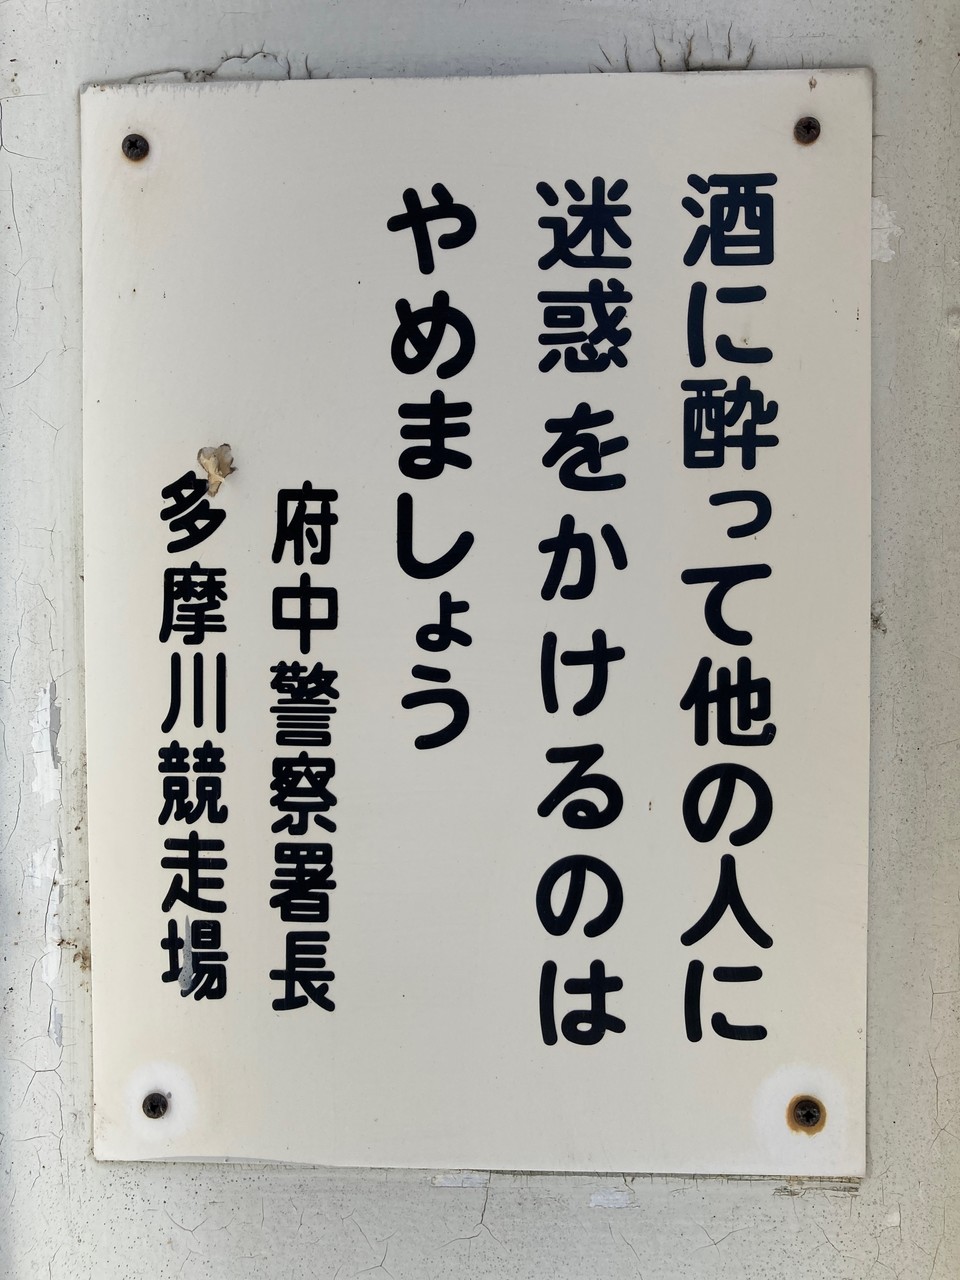 酒に酔って他の人に
迷惑をかけるのは
やめましょう
府中警察署長
多摩川競走場